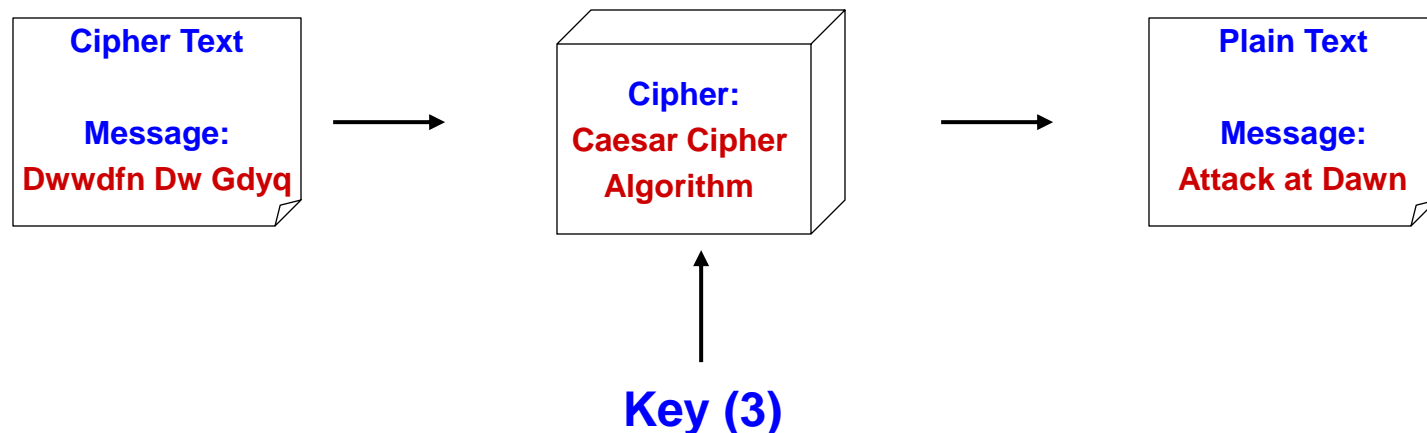 Cipher Text
Message:
Dwwdfn Dw Gdyq
Cipher:
Caesar Cipher
Algorithm
Plain Text
Message:
Attack at Dawn
Key (3)